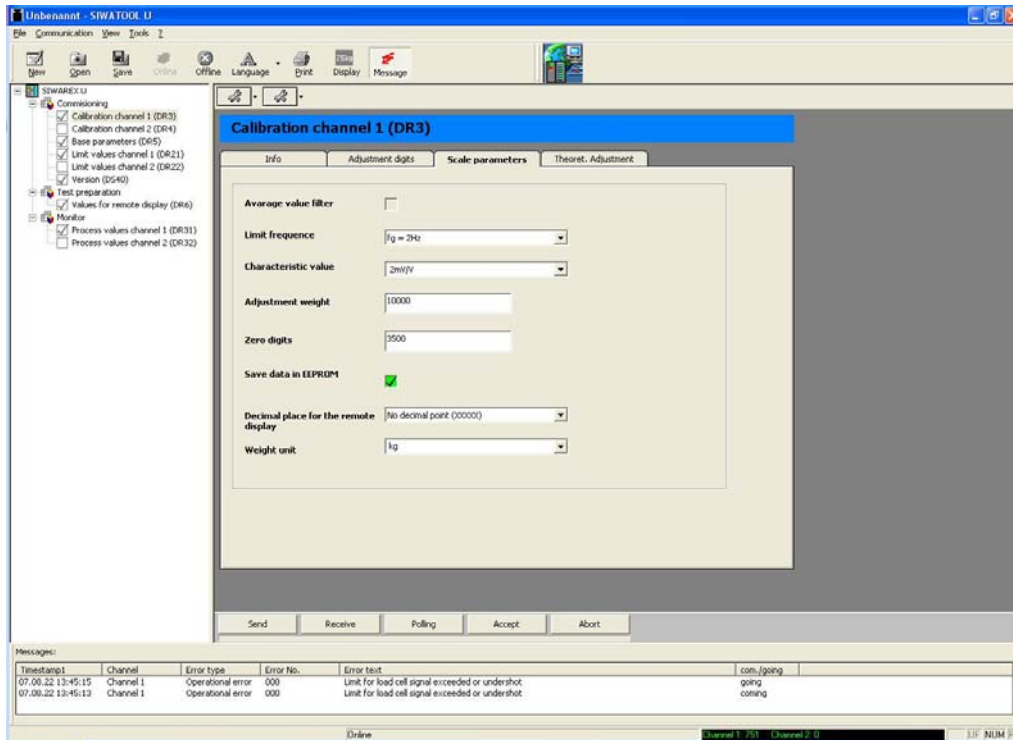 Unbenannt - SIWATOOL U
File Communication View Tools ?
New Open Save Online Offline Language Print Display Message
SIWAREX U
Commisioning
Calibration channel 1 (DR3)
Calibration channel 2 (DR4)
Base parameters (DR5)
Limit values channel 1 (DR21)
Limit values channel 2 (DR22)
Version (DS40)
Test preparation
Values for remote display (DR6)
Monitor
Process values channel 1 (DR31)
Process values channel 2 (DR32)
Calibration channel 1 (DR3)
Info Adjustment digits Scale parameters Theoret. Adjustment
Avarage value filter
Limit frequence fg = 2Hz
Characteristic value 2mV/V
Adjustment weight 10000
Zero digits 3500
Save data in EEPROM
Decimal place for the remote No decimal point (XXXXX)
display
Weight unit kg
Send Receive Polling Accept Abort
Messages:
Timestamp1 Channel Error type Error No. Error text com./going
07.08.22 13:45:15 Channel 1 Operational error 000 Limit for load cell signal exceeded or undershot going
07.08.22 13:45:13 Channel 1 Operational error 000 Limit for load cell signal exceeded or undershot coming
Online Channel 1: 751 Channel 2: 0 NUM